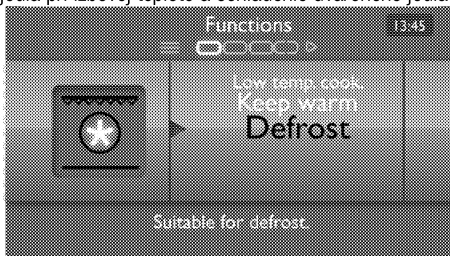 Functions 13:45
Low temp. cook.
Keep warm
Defrost
Suitable for defrost.